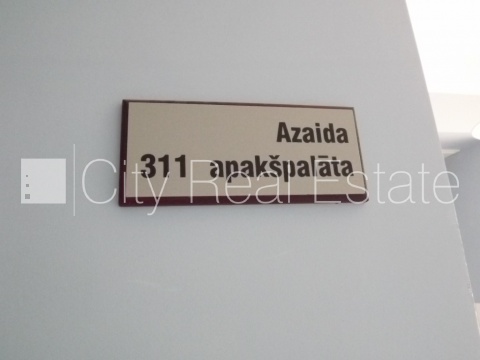 Azaida
311 apakšpalāta
City Real Estate